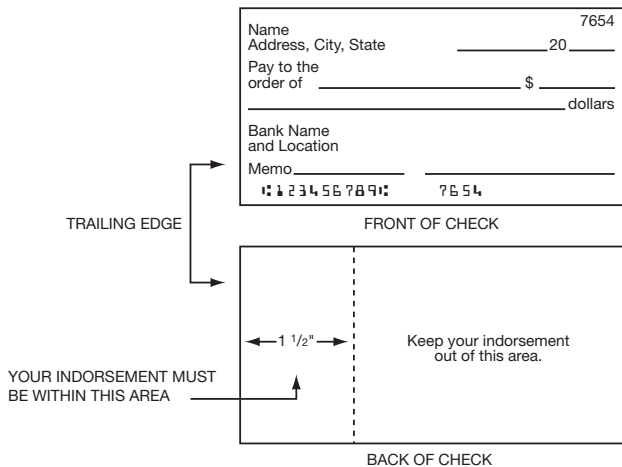 7654
Name
Address, City, State 20
Pay to the
order of $
dollars
Bank Name
and Location
Memo
⑆123456789⑆ 7654
TRAILING EDGE
FRONT OF CHECK
1 1/2"
Keep your indorsement
out of this area.
YOUR INDORSEMENT MUST
BE WITHIN THIS AREA
BACK OF CHECK